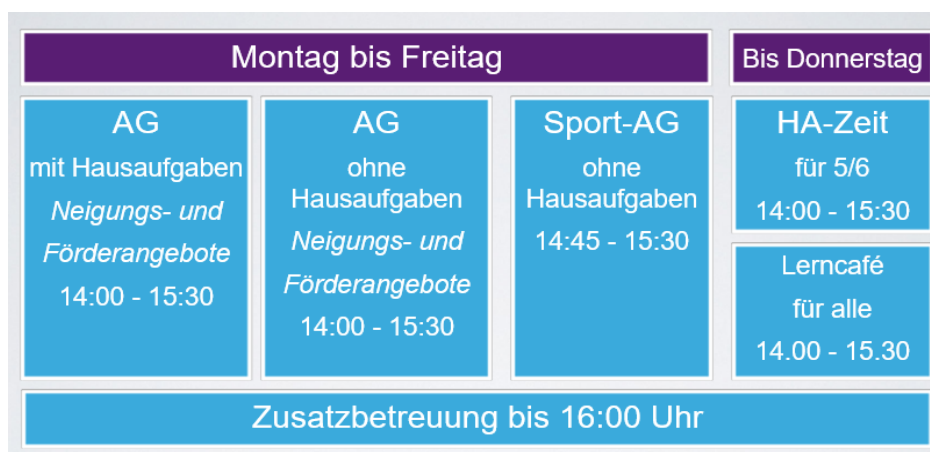 Montag bis Freitag
Bis Donnerstag
AG
mit Hausaufgaben
Neigungs- und
Förderangebote
14:00 - 15:30
AG
ohne
Hausaufgaben
Neigungs- und
Förderangebote
14:00 - 15:30
Sport-AG
ohne
Hausaufgaben
14:45 - 15:30
HA-Zeit
für 5/6
14:00 - 15:30
Lerncafé
für alle
14.00 - 15.30
Zusatzbetreuung bis 16:00 Uhr